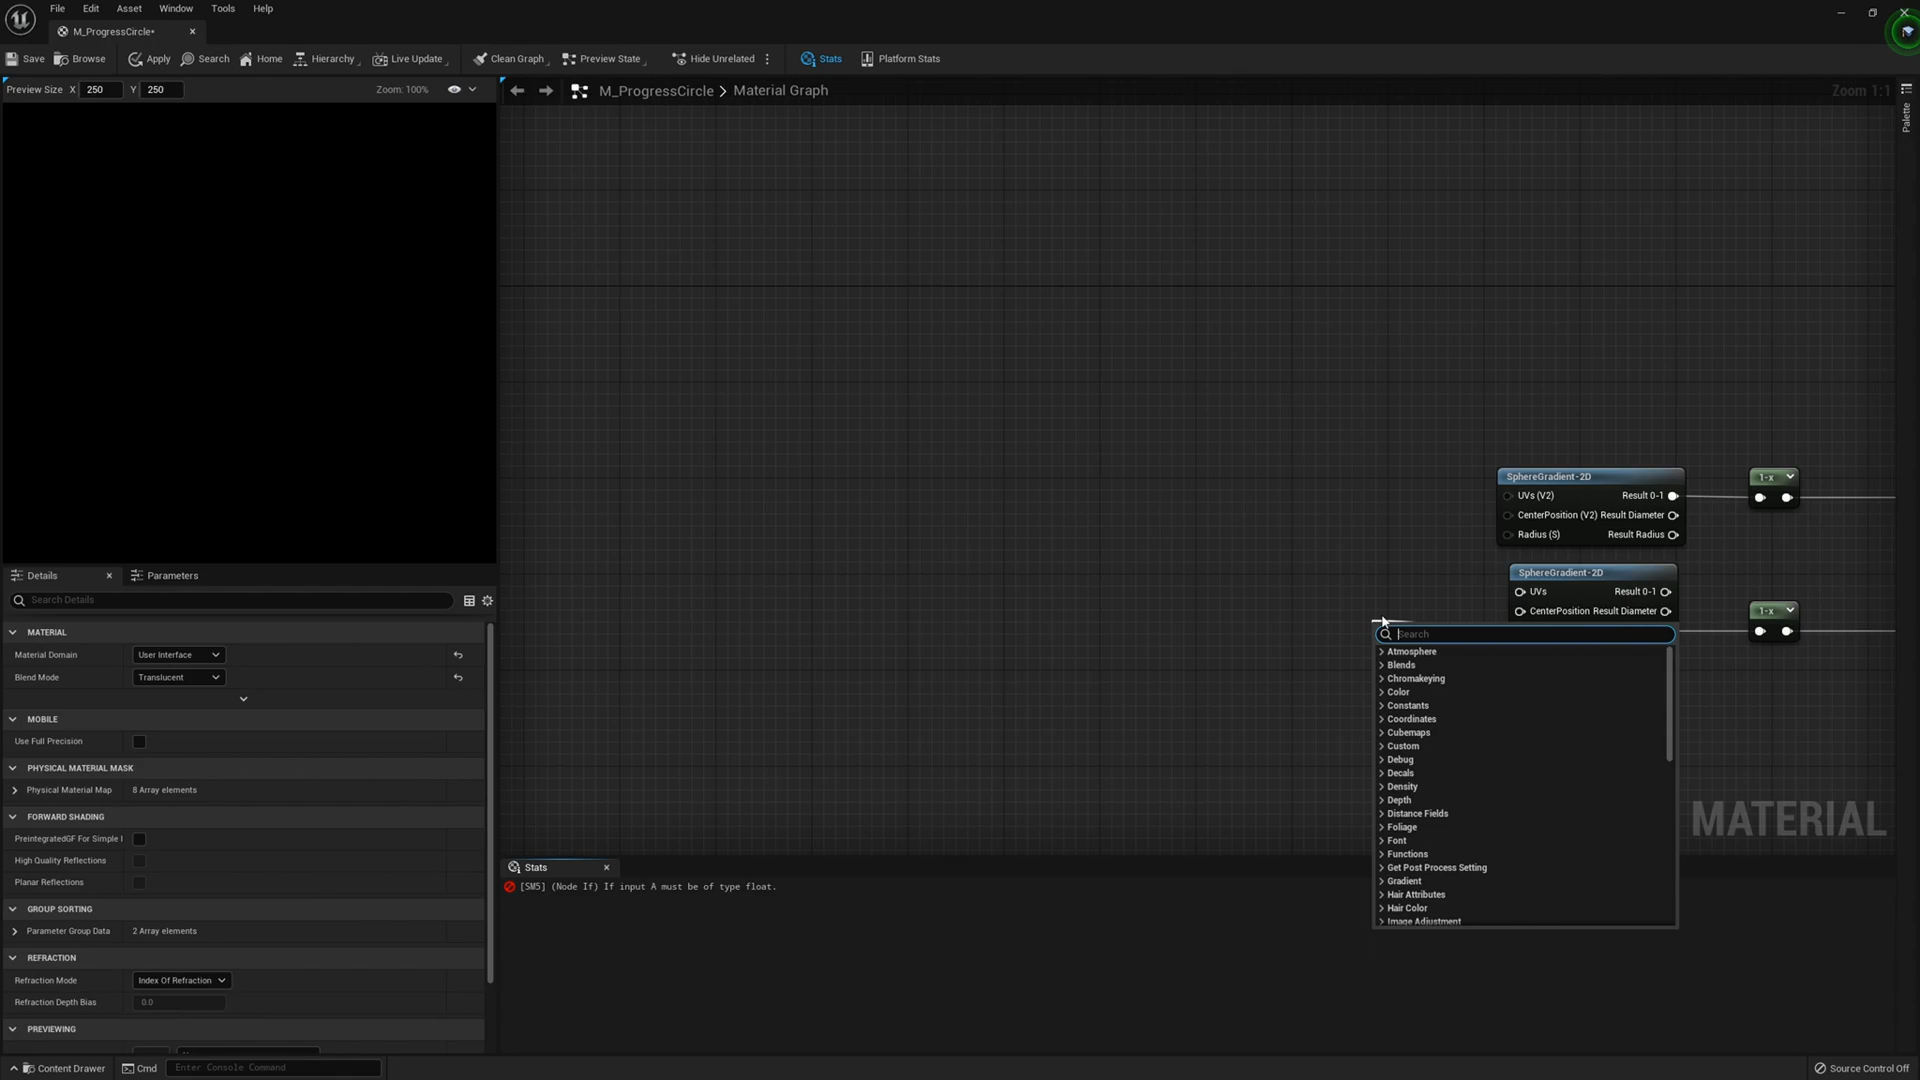 File Edit Asset Window Tools Help
M_ProgressCircle*
Save Browse Apply Search Home Hierarchy Live Update Clean Graph Preview State Hide Unrelated Stats Platform Stats
Preview Size X 250 Y 250 Zoom: 100%
M_ProgressCircle > Material Graph
Zoom 1:1
Palette
SphereGradient-2D
UVs (V2) Result 0-1
CenterPosition (V2) Result Diameter
Radius (S) Result Radius
1-x
SphereGradient-2D
UVs Result 0-1
CenterPosition Result Diameter
1-x
Search
Atmosphere
Blends
Chromakeying
Color
Constants
Coordinates
Cubemaps
Custom
Debug
Decals
Density
Depth
Distance Fields
Foliage
Font
Functions
Get Post Process Setting
Gradient
Hair Attributes
Hair Color
Image Adjustment
MATERIAL
Details
Parameters
Search Details
MATERIAL
Material Domain User Interface
Blend Mode Translucent
MOBILE
Use Full Precision
PHYSICAL MATERIAL MASK
Physical Material Map 8 Array elements
FORWARD SHADING
PreintegratedGF For Simple I
High Quality Reflections
Planar Reflections
GROUP SORTING
Parameter Group Data 2 Array elements
REFRACTION
Refraction Mode Index Of Refraction
Refraction Depth Bias 0.0
PREVIEWING
Stats
[SM5] (Node If) If input A must be of type float.
Content Drawer Cmd Enter Console Command Source Control Off